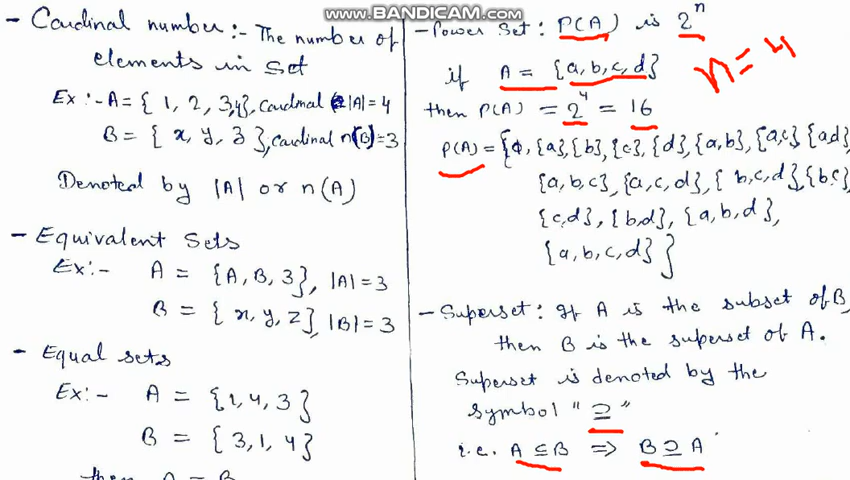 www.BANDICAM.com
- Cardinal number :- The number of
elements in set
Ex :- A = { 1, 2, 3,4}, Cardinal |A| = 4
B = { x, y, z }, Cardinal n(B) = 3
Denoted by |A| or n(A)
- Equivalent Sets
Ex :- A = {A, B, 3}, |A| = 3
B = { x, y, z}, |B| = 3
- Equal sets
Ex :- A = {1, 4, 3}
B = {3, 1, 4}
then A = B
- Power Set : P(A) is 2ⁿ
if A = {a, b, c, d}
n = 4
then P(A) = 2⁴ = 16
P(A) = {ϕ, {a}, {b}, {c}, {d}, {a, b}, {a,c}, {a,d}
{a, b, c}, {a, c, d}, { b, c, d}, {b,c}
{c,d}, {b,d}, {a, b, d},
{a, b, c, d} }
- Superset : If A is the subset of B,
then B is the superset of A.
Superset is denoted by the
symbol " ⊇ "
i.e. A ⊆ B ⇒ B ⊇ A